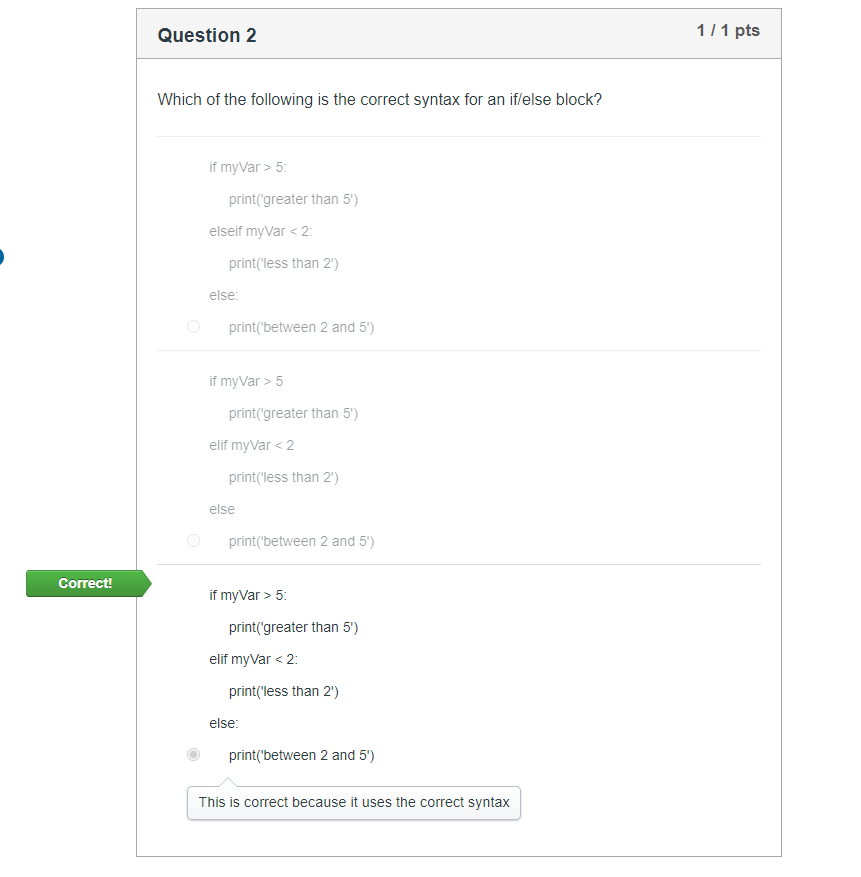 Question 2
1 / 1 pts
Which of the following is the correct syntax for an if/else block?
if myVar > 5:
print('greater than 5')
elseif myVar < 2:
print('less than 2')
else:
print('between 2 and 5')
if myVar > 5
print('greater than 5')
elif myVar < 2
print('less than 2')
else
print('between 2 and 5')
Correct!
if myVar > 5:
print('greater than 5')
elif myVar < 2:
print('less than 2')
else:
print('between 2 and 5')
This is correct because it uses the correct syntax